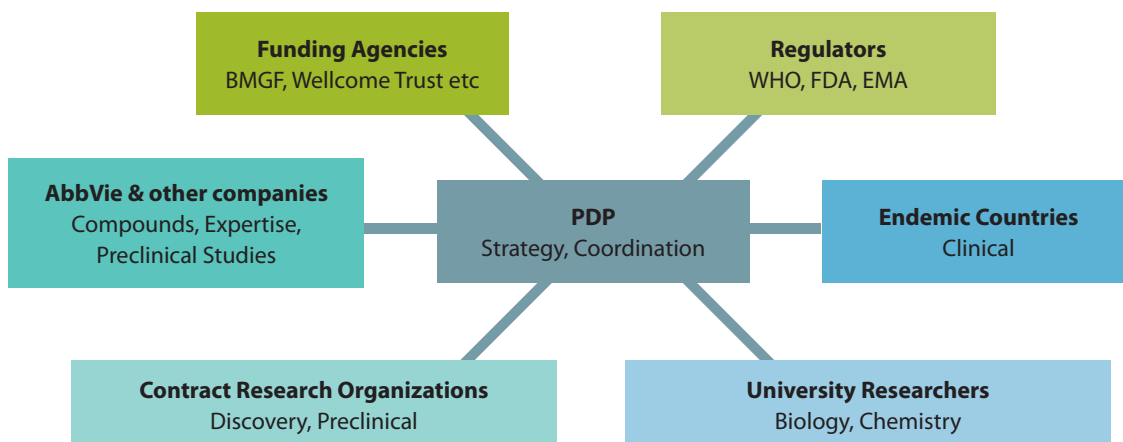 Funding Agencies
BMGF, Wellcome Trust etc
Regulators
WHO, FDA, EMA
AbbVie & other companies
Compounds, Expertise,
Preclinical Studies
PDP
Strategy, Coordination
Endemic Countries
Clinical
Contract Research Organizations
Discovery, Preclinical
University Researchers
Biology, Chemistry